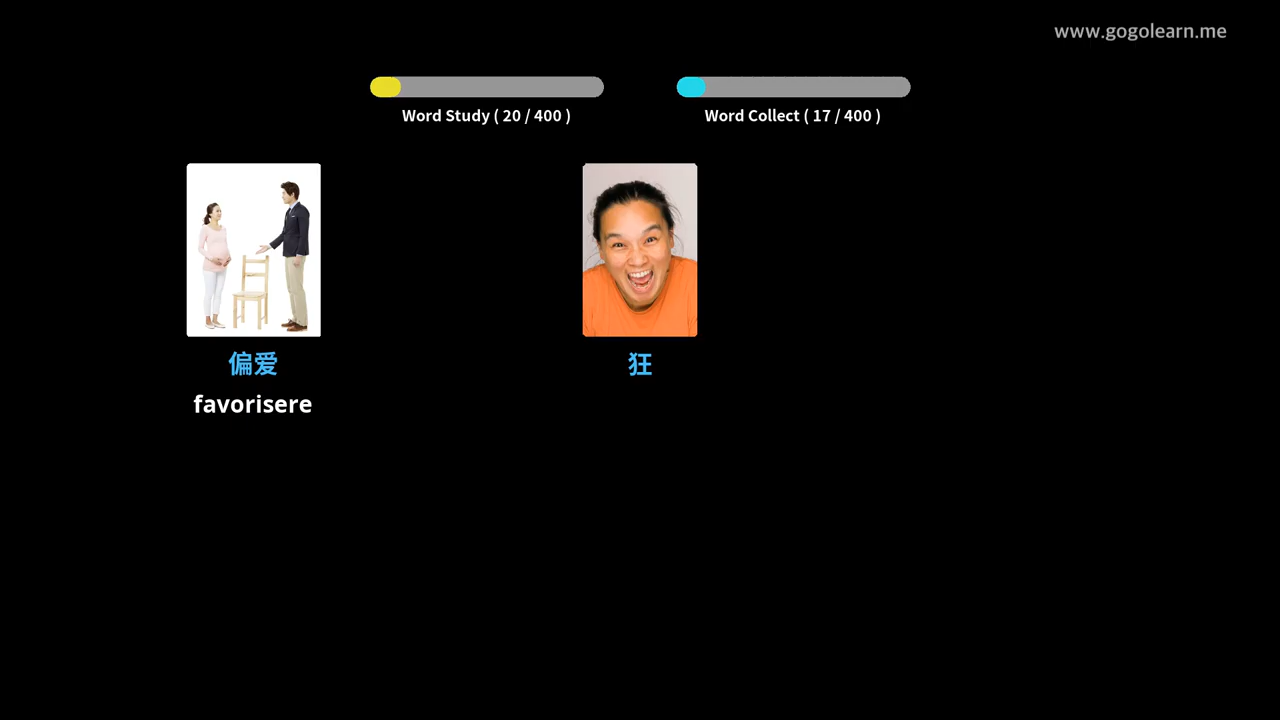 www.gogolearn.me
Word Study ( 20 / 400 )
Word Collect ( 17 / 400 )
偏爱
狂
favorisere